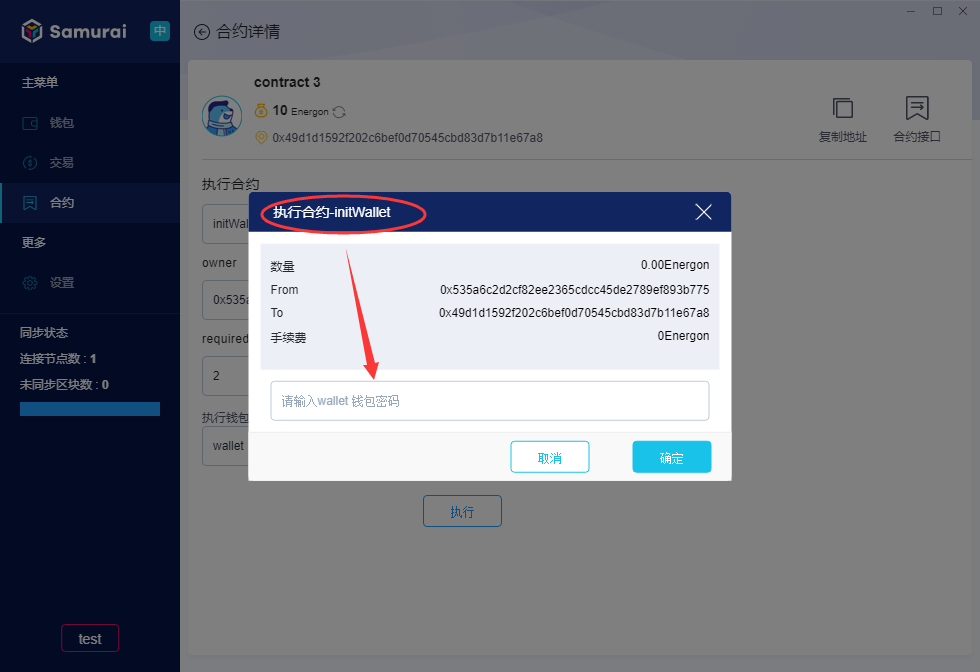 Samurai
中
合约详情
主菜单
钱包
交易
合约
更多
设置
同步状态
连接节点数 : 1
未同步区块数 : 0
test
contract 3
10 Energon
0x49d1d1592f202c6bef0d70545cbd83d7b11e67a8
复制地址
合约接口
执行合约
initWal
owner
0x535a
required
2
执行钱包
wallet
执行合约-initWallet
数量 0.00Energon
From 0x535a6c2d2cf82ee2365cdcc45de2789ef893b775
To 0x49d1d1592f202c6bef0d70545cbd83d7b11e67a8
手续费 0Energon
请输入wallet 钱包密码
取消
确定
执行